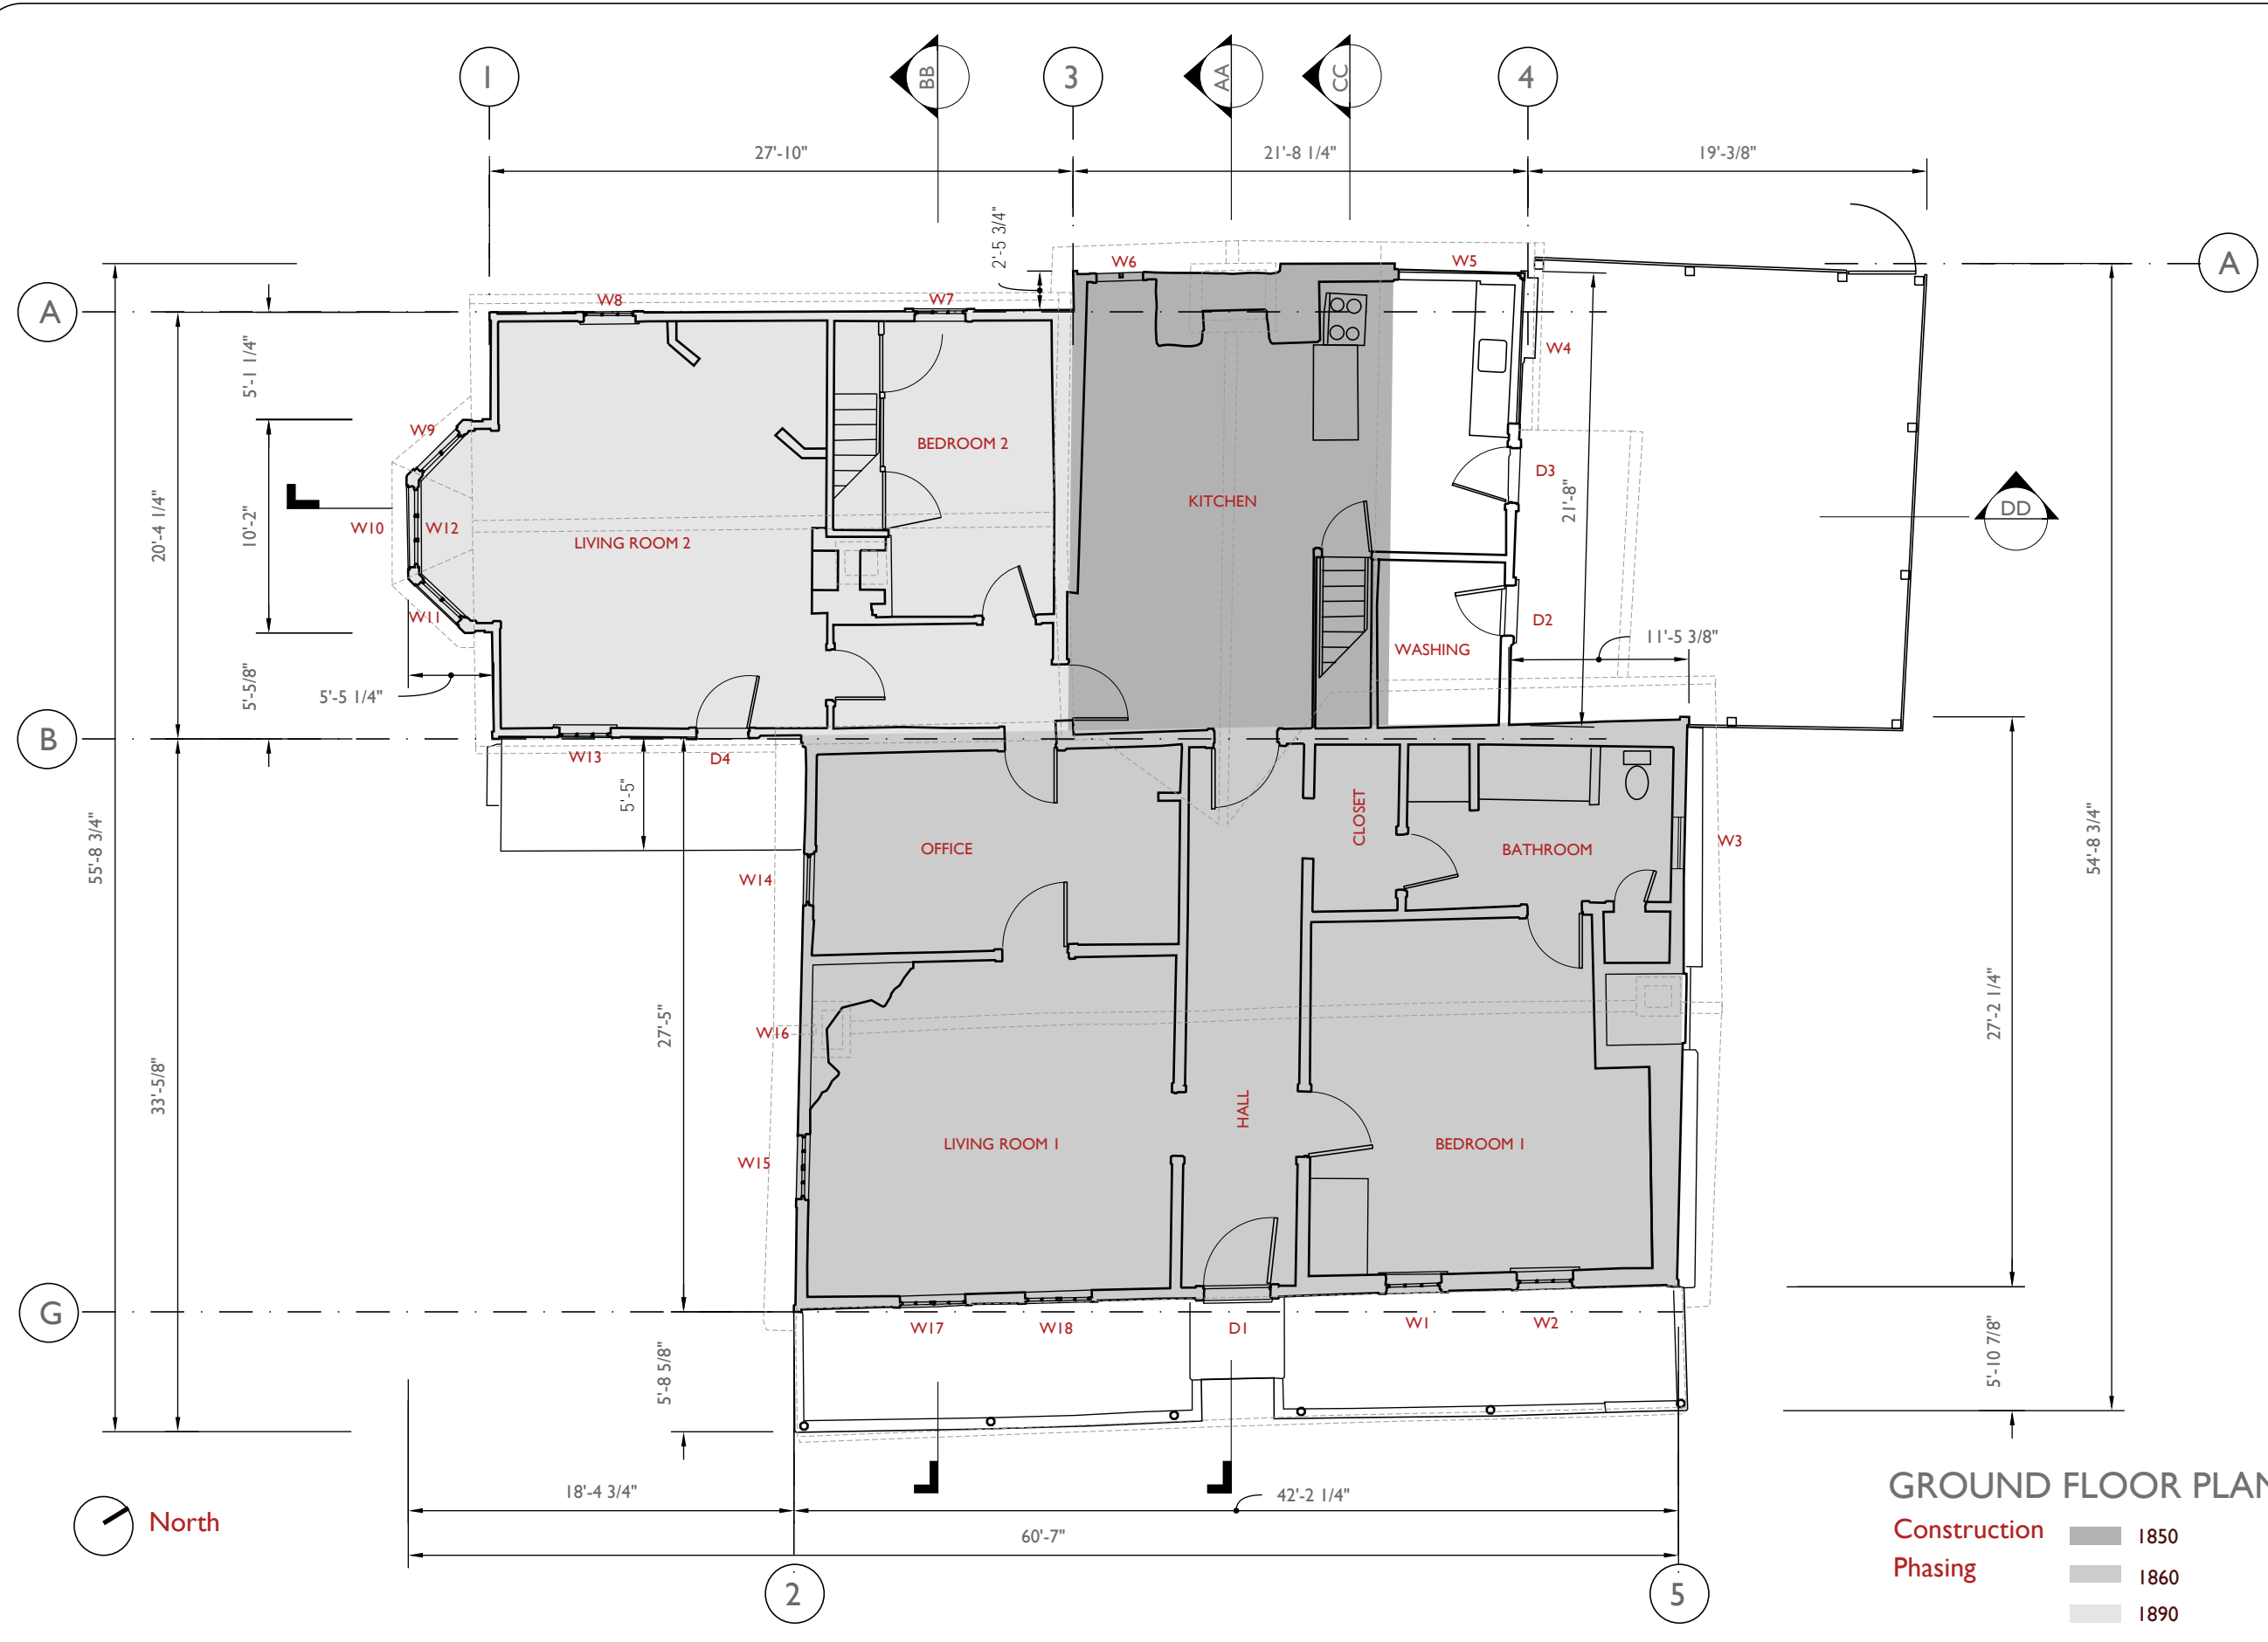 1
BB
3
AA
CC
4
27'-10"
21'-8 1/4"
19'-3/8"
2'-5 3/4"
W6
W5
A
A
W8
W7
W4
5'-1 1/4"
W9
BEDROOM 2
D3
KITCHEN
21'-8"
DD
20'-4 1/4"
10'-2"
W10
W12
LIVING ROOM 2
W11
D2
11'-5 3/8"
WASHING
5'-5/8"
5'-5 1/4"
B
W13
D4
5'-5"
55'-8 3/4"
OFFICE
CLOSET
BATHROOM
W3
54'-8 3/4"
W14
W16
27'-5"
27'-2 1/4"
33'-5/8"
HALL
LIVING ROOM 1
BEDROOM 1
W15
G
W17
W18
D1
W1
W2
5'-8 5/8"
5'-10 7/8"
18'-4 3/4"
42'-2 1/4"
60'-7"
North
2
5
GROUND FLOOR PLAN
Construction
Phasing
1850
1860
1890